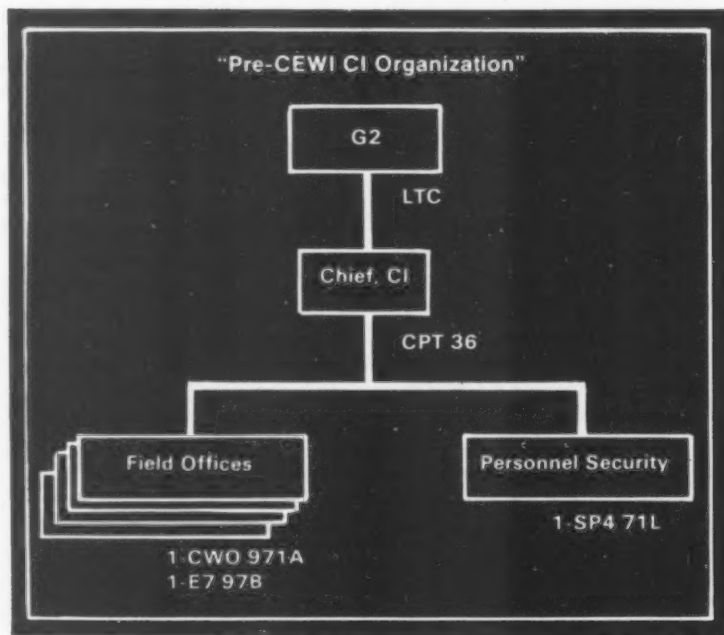 "Pre-CEWI CI Organization"
G2
LTC
Chief, CI
CPT 36
Field Offices
1-CWO 971A
1-E7 97B
Personnel Security
1-SP4 71L